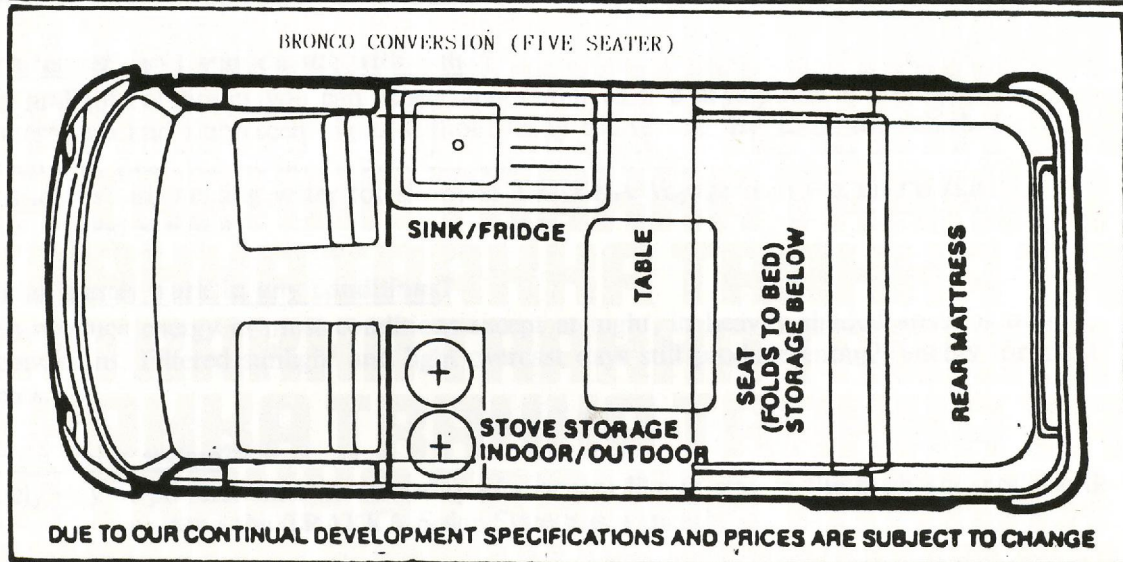 BRONCO CONVERSION (FIVE SEATER)
SINK/FRIDGE
TABLE
SEAT
(FOLDS TO BED)
STORAGE BELOW
REAR MATTRESS
STOVE STORAGE
INDOOR/OUTDOOR
DUE TO OUR CONTINUAL DEVELOPMENT SPECIFICATIONS AND PRICES ARE SUBJECT TO CHANGE